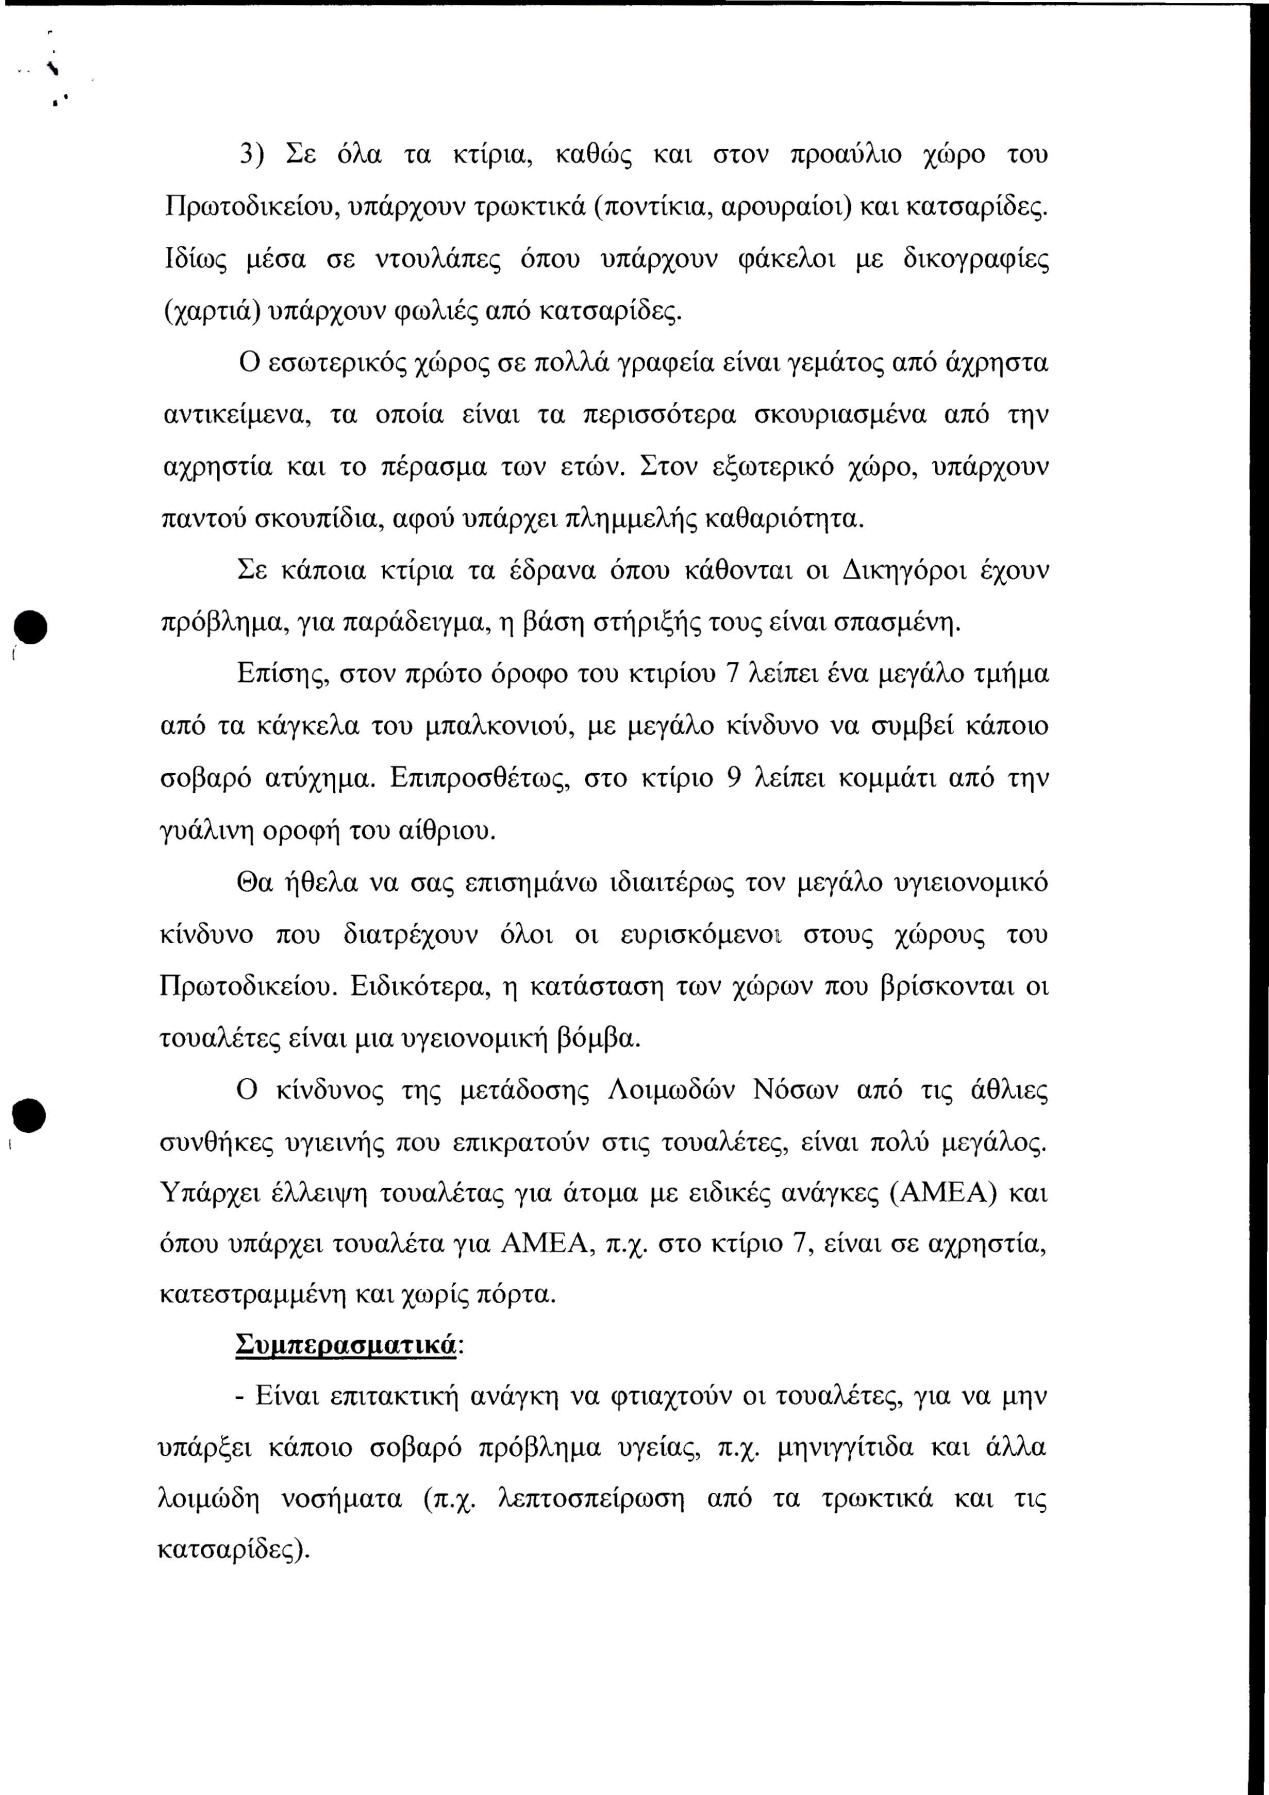 3) Σε όλα τα κτίρια, καθώς και στον προαύλιο χώρο του
Πρωτοδικείου, υπάρχουν τρωκτικά (ποντίκια, αρουραίοι) και κατσαρίδες.
Ιδίως μέσα σε ντουλάπες όπου υπάρχουν φάκελοι με δικογραφίες
(χαρτιά) υπάρχουν φωλιές από κατσαρίδες.
Ο εσωτερικός χώρος σε πολλά γραφεία είναι γεμάτος από άχρηστα
αντικείμενα, τα οποία είναι τα περισσότερα σκουριασμένα από την
αχρηστία και το πέρασμα των ετών. Στον εξωτερικό χώρο, υπάρχουν
παντού σκουπίδια, αφού υπάρχει πλημμελής καθαριότητα.
Σε κάποια κτίρια τα έδρανα όπου κάθονται οι Δικηγόροι έχουν
πρόβλημα, για παράδειγμα, η βάση στήριξής τους είναι σπασμένη.
Επίσης, στον πρώτο όροφο του κτιρίου 7 λείπει ένα μεγάλο τμήμα
από τα κάγκελα του μπαλκονιού, με μεγάλο κίνδυνο να συμβεί κάποιο
σοβαρό ατύχημα. Επιπροσθέτως, στο κτίριο 9 λείπει κομμάτι από την
γυάλινη οροφή του αίθριου.
Θα ήθελα να σας επισημάνω ιδιαιτέρως τον μεγάλο υγιειονομικό
κίνδυνο που διατρέχουν όλοι οι ευρισκόμενοι στους χώρους του
Πρωτοδικείου. Ειδικότερα, η κατάσταση των χώρων που βρίσκονται οι
τουαλέτες είναι μια υγειονομική βόμβα.
Ο κίνδυνος της μετάδοσης Λοιμωδών Νόσων από τις άθλιες
συνθήκες υγιεινής που επικρατούν στις τουαλέτες, είναι πολύ μεγάλος.
Υπάρχει έλλειψη τουαλέτας για άτομα με ειδικές ανάγκες (ΑΜΕΑ) και
όπου υπάρχει τουαλέτα για ΑΜΕΑ, π.χ. στο κτίριο 7, είναι σε αχρηστία,
κατεστραμμένη και χωρίς πόρτα.
Συμπερασματικά:
- Είναι επιτακτική ανάγκη να φτιαχτούν οι τουαλέτες, για να μην
υπάρξει κάποιο σοβαρό πρόβλημα υγείας, π.χ. μηνιγγίτιδα και άλλα
λοιμώδη νοσήματα (π.χ. λεπτοσπείρωση από τα τρωκτικά και τις
κατσαρίδες).